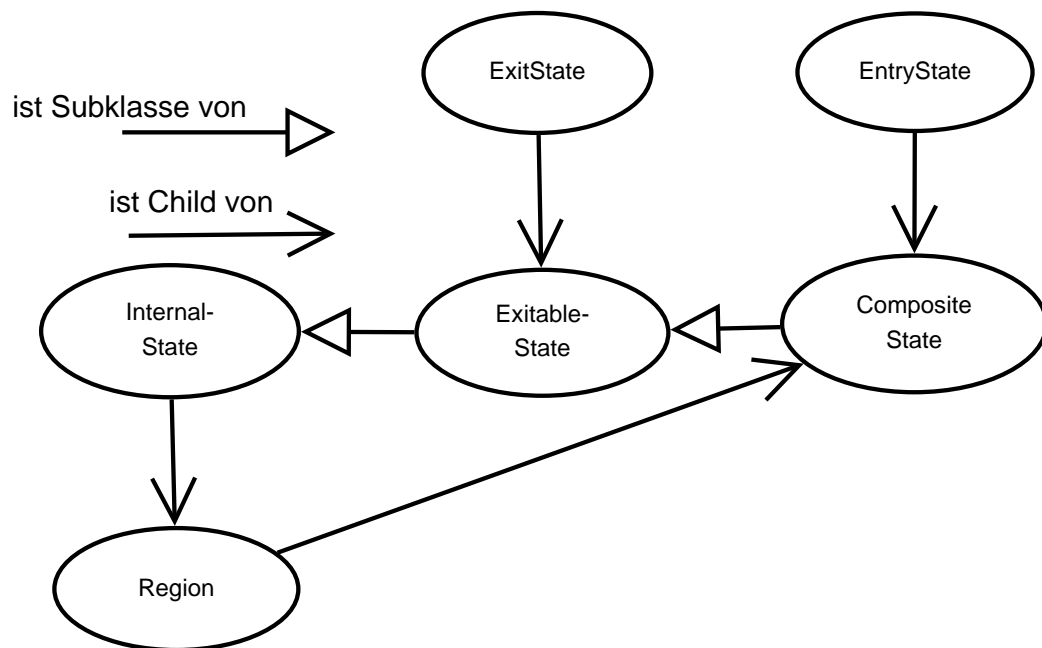 ExitState
EntryState
ist Subklasse von
ist Child von
Internal-
State
Exitable-
State
Composite
State
Region